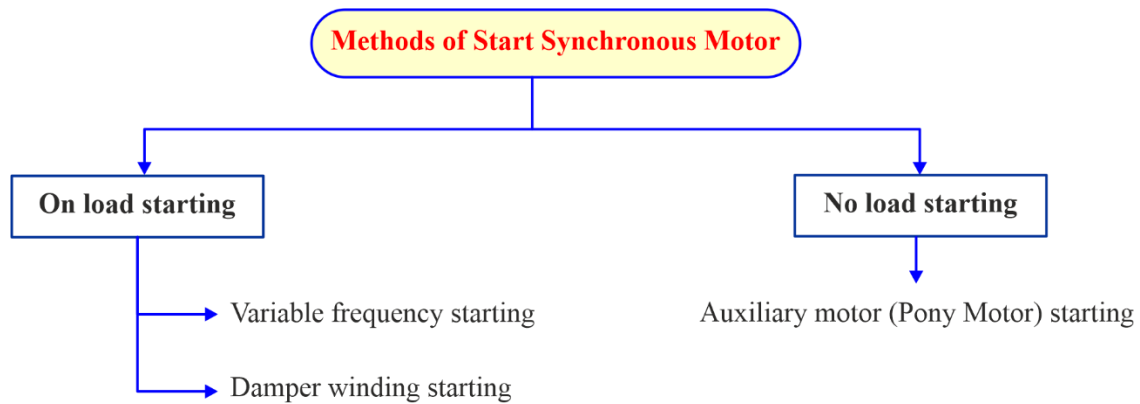 Methods of Start Synchronous Motor
On load starting
No load starting
Variable frequency starting
Auxiliary motor (Pony Motor) starting
Damper winding starting